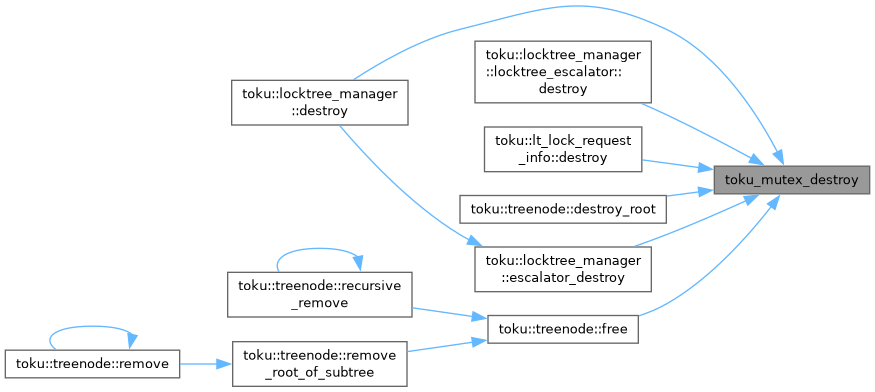 toku::locktree_manager
::locktree_escalator::
destroy
toku::locktree_manager
::destroy
toku::lt_lock_request
_info::destroy
toku_mutex_destroy
toku::treenode::destroy_root
toku::locktree_manager
::escalator_destroy
toku::treenode::recursive
_remove
toku::treenode::free
toku::treenode::remove
toku::treenode::remove
_root_of_subtree